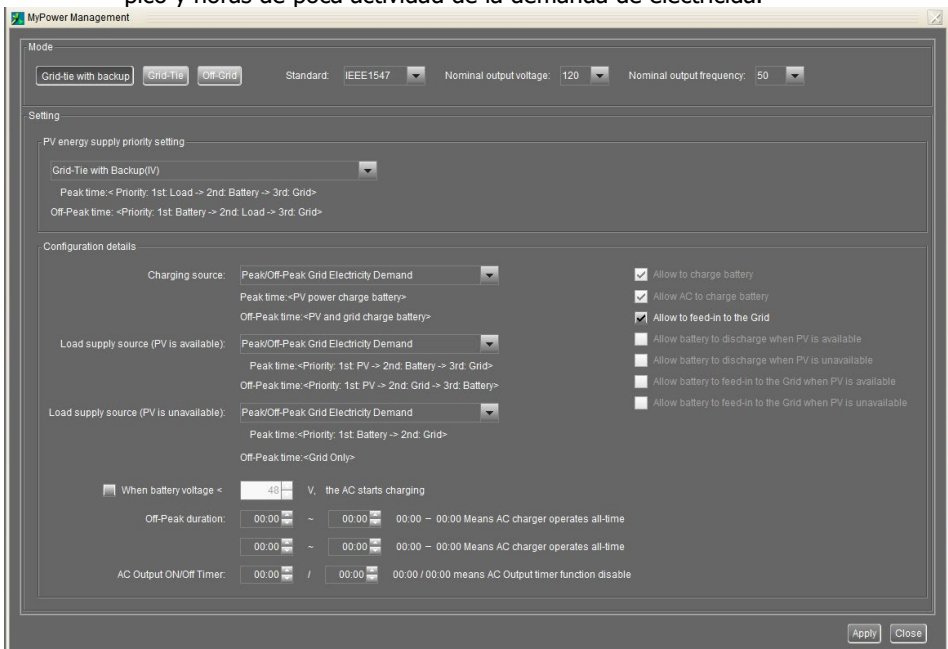 pico y horas de poca actividad de la demanda de electricida.
MyPower Management
Mode
Grid-tie with backup Grid-Tie Off-Grid Standard: IEEE1547 Nominal output voltage: 120 Nominal output frequency: 50
Setting
PV energy supply priority setting
Grid-Tie with Backup(IV)
Peak time:< Priority: 1st: Load -> 2nd: Battery -> 3rd: Grid>
Off-Peak time: <Priority: 1st: Battery -> 2nd: Load -> 3rd: Grid>
Configuration details
Charging source: Peak/Off-Peak Grid Electricity Demand
Allow to charge battery
Peak time:<PV power charge battery>
Allow AC to charge battery
Off-Peak time:<PV and grid charge battery>
Allow to feed-in to the Grid
Load supply source (PV is available): Peak/Off-Peak Grid Electricity Demand
Allow battery to discharge when PV is available
Peak time:<Priority: 1st: PV -> 2nd: Battery -> 3rd: Grid>
Allow battery to discharge when PV is unavailable
Off-Peak time:<Priority: 1st: PV -> 2nd: Grid -> 3rd: Battery>
Allow battery to feed-in to the Grid when PV is available
Allow battery to feed-in to the Grid when PV is unavailable
Load supply source (PV is unavailable): Peak/Off-Peak Grid Electricity Demand
Peak time:<Priority: 1st: Battery -> 2nd: Grid>
Off-Peak time:<Grid Only>
When battery voltage < 48 V, the AC starts charging
Off-Peak duration: 00:00 ~ 00:00 00:00 – 00:00 Means AC charger operates all-time
00:00 ~ 00:00 00:00 – 00:00 Means AC charger operates all-time
AC Output ON/Off Timer: 00:00 / 00:00 00:00 / 00:00 means AC Output timer function disable
Apply Close